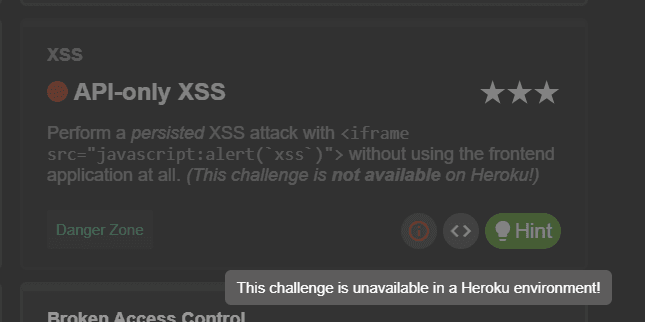 XSS
API-only XSS
Perform a persisted XSS attack with <iframe
src="javascript:alert(`xss`)"> without using the frontend
application at all. (This challenge is not available on Heroku!)
Danger Zone
<> Hint
This challenge is unavailable in a Heroku environment!
Broken Access Control